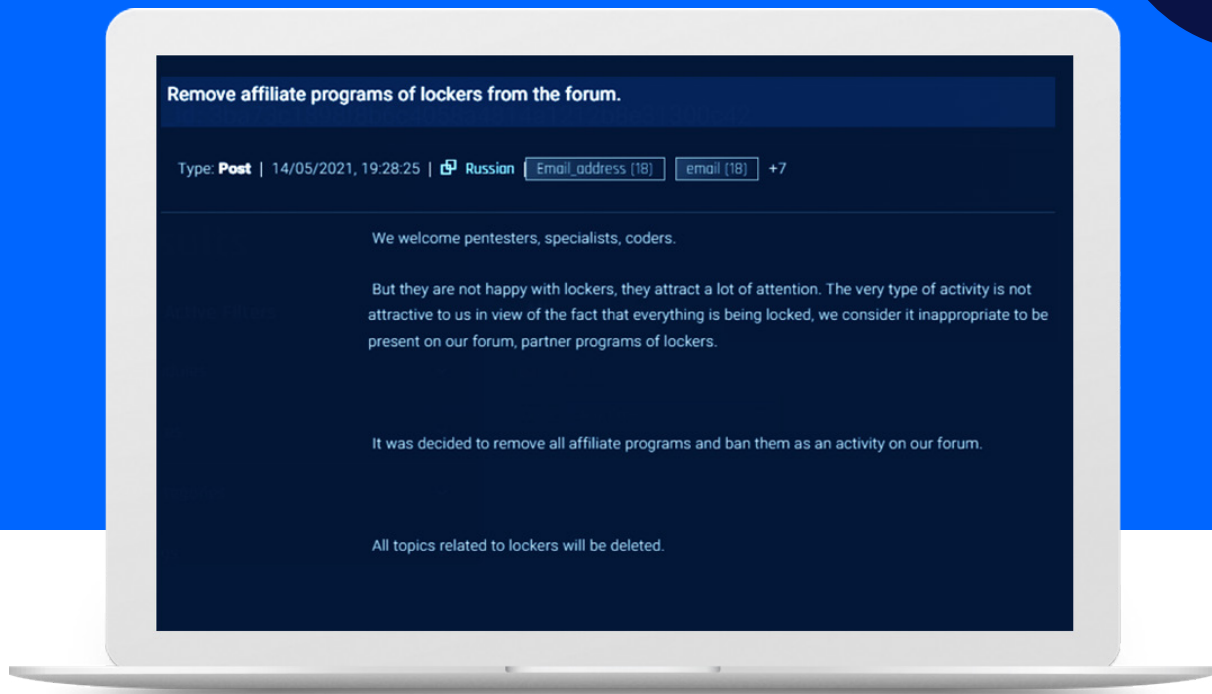 Remove affiliate programs of lockers from the forum.
Type: Post | 14/05/2021, 19:28:25 | Russian | Email_address (18) email (18) +7
We welcome pentesters, specialists, coders.
But they are not happy with lockers, they attract a lot of attention. The very type of activity is not
attractive to us in view of the fact that everything is being locked, we consider it inappropriate to be
present on our forum, partner programs of lockers.
It was decided to remove all affiliate programs and ban them as an activity on our forum.
All topics related to lockers will be deleted.